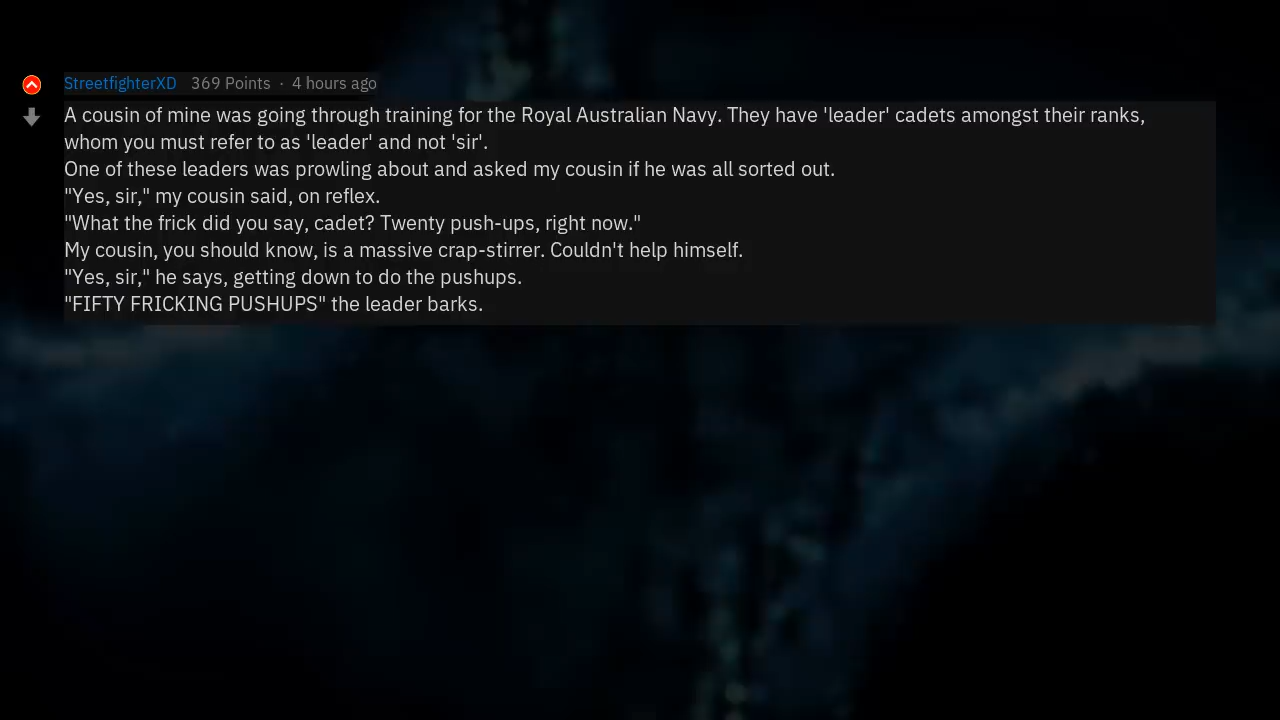 StreetfighterXD 369 Points · 4 hours ago
A cousin of mine was going through training for the Royal Australian Navy. They have 'leader' cadets amongst their ranks,
whom you must refer to as 'leader' and not 'sir'.
One of these leaders was prowling about and asked my cousin if he was all sorted out.
"Yes, sir," my cousin said, on reflex.
"What the frick did you say, cadet? Twenty push-ups, right now."
My cousin, you should know, is a massive crap-stirrer. Couldn't help himself.
"Yes, sir," he says, getting down to do the pushups.
"FIFTY FRICKING PUSHUPS" the leader barks.